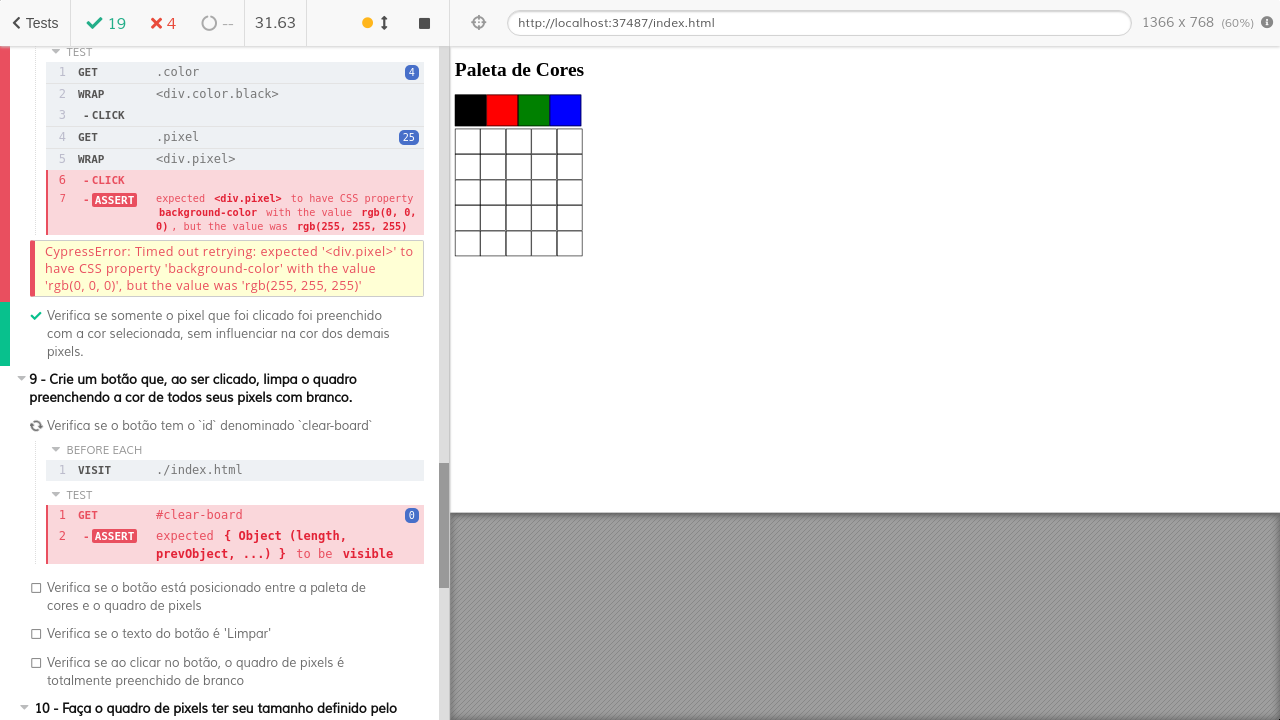 Tests
19
4
--
31.63
http://localhost:37487/index.html
1366 x 768 (60%)
TEST
1 GET .color 4
2 WRAP <div.color.black>
3 - CLICK
4 GET .pixel 25
5 WRAP <div.pixel>
6 - CLICK
7 - ASSERT expected <div.pixel> to have CSS property
background-color with the value rgb(0, 0,
0) , but the value was rgb(255, 255, 255)
CypressError: Timed out retrying: expected '<div.pixel>' to
have CSS property 'background-color' with the value
'rgb(0, 0, 0)', but the value was 'rgb(255, 255, 255)'
Verifica se somente o pixel que foi clicado foi preenchido
com a cor selecionada, sem influenciar na cor dos demais
pixels.
9 - Crie um botão que, ao ser clicado, limpa o quadro
preenchendo a cor de todos seus pixels com branco.
Verifica se o botão tem o `id` denominado `clear-board`
BEFORE EACH
1 VISIT ./index.html
TEST
1 GET #clear-board 0
2 - ASSERT expected { Object (length,
prevObject, ...) } to be visible
Verifica se o botão está posicionado entre a paleta de
cores e o quadro de pixels
Verifica se o texto do botão é 'Limpar'
Verifica se ao clicar no botão, o quadro de pixels é
totalmente preenchido de branco
10 - Faça o quadro de pixels ter seu tamanho definido pelo
Paleta de Cores